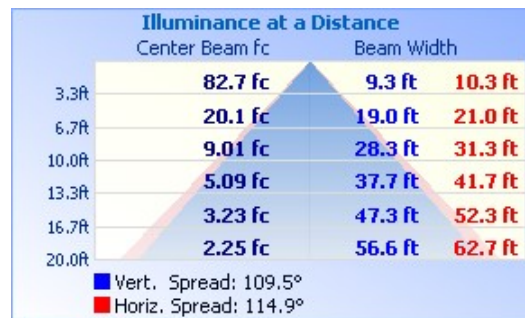 Illuminance at a Distance
Center Beam fc Beam Width
82.7 fc 9.3 ft 10.3 ft
3.3ft
20.1 fc 19.0 ft 21.0 ft
6.7ft
9.01 fc 28.3 ft 31.3 ft
10.0ft
5.09 fc 37.7 ft 41.7 ft
13.3ft
3.23 fc 47.3 ft 52.3 ft
16.7ft
2.25 fc 56.6 ft 62.7 ft
20.0ft
Vert. Spread: 109.5°
Horiz. Spread: 114.9°